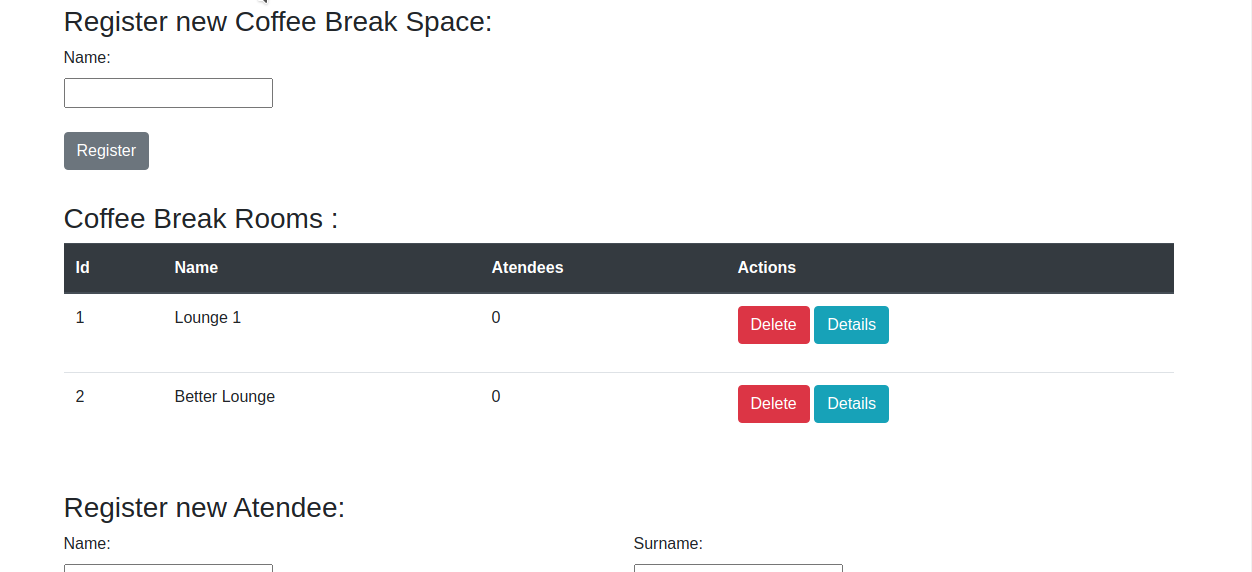 Register new Coffee Break Space:
Name:
Register
Coffee Break Rooms :
Id Name Atendees Actions
1 Lounge 1 0 Delete Details
2 Better Lounge 0 Delete Details
Register new Atendee:
Name: Surname: